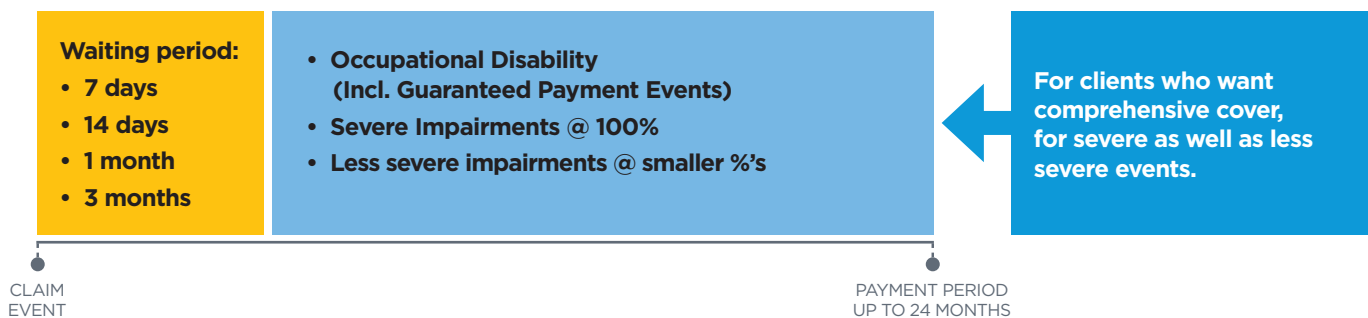 Waiting period:
• 7 days
• 14 days
• 1 month
• 3 months
• Occupational Disability
(Incl. Guaranteed Payment Events)
• Severe Impairments @ 100%
• Less severe impairments @ smaller %’s
For clients who want
comprehensive cover,
for severe as well as less
severe events.
CLAIM
EVENT
PAYMENT PERIOD
UP TO 24 MONTHS